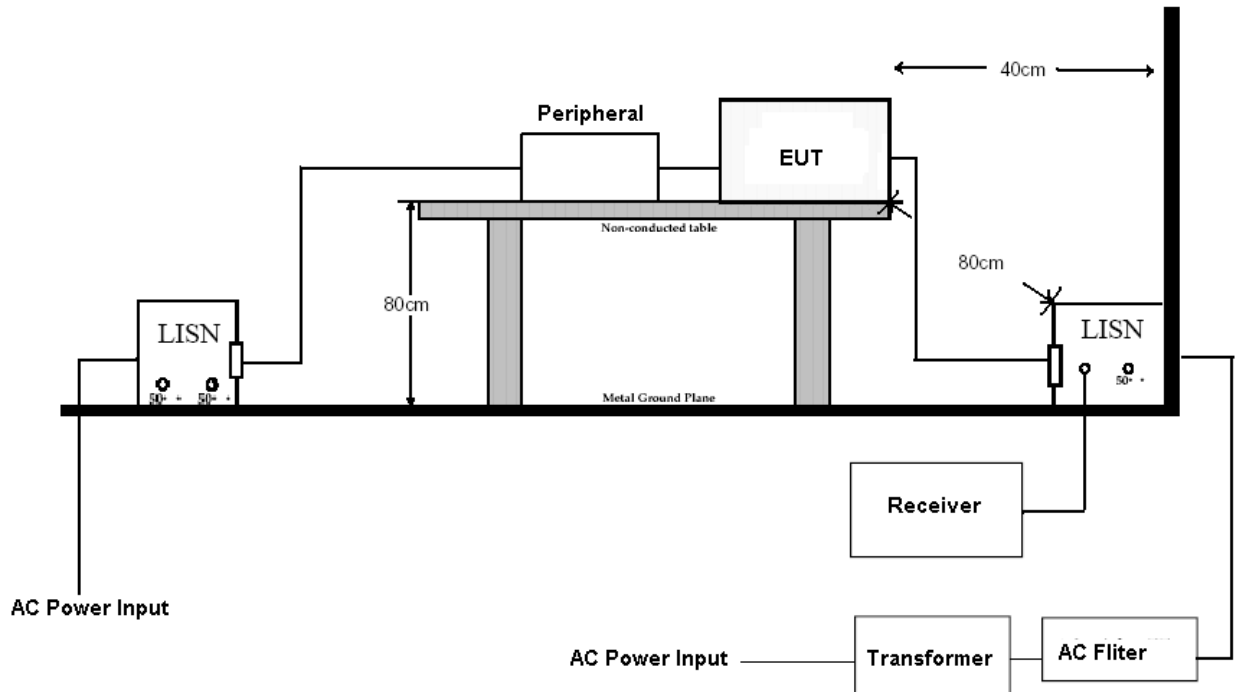 40cm
Peripheral
EUT
Non-conducted table
80cm
80cm
LISN
LISN
50
50
50
Metal Ground Plane
Receiver
AC Power Input
AC Power Input
Transformer
AC Fliter